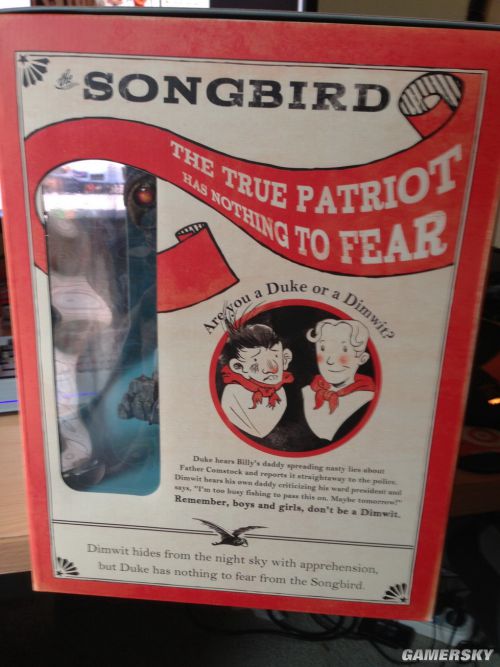 the SONGBIRD
THE TRUE PATRIOT
HAS NOTHING TO FEAR
Are you a Duke or a Dimwit?
Duke hears Billy's daddy spreading nasty lies about
Father Comstock and reports it straightaway to the police.
Dimwit hears his own daddy criticizing his ward president and
says, "I'm too busy fishing to pass this on. Maybe tomorrow!"
Remember, boys and girls, don't be a Dimwit.
Dimwit hides from the night sky with apprehension,
but Duke has nothing to fear from the Songbird.
GAMERSKY